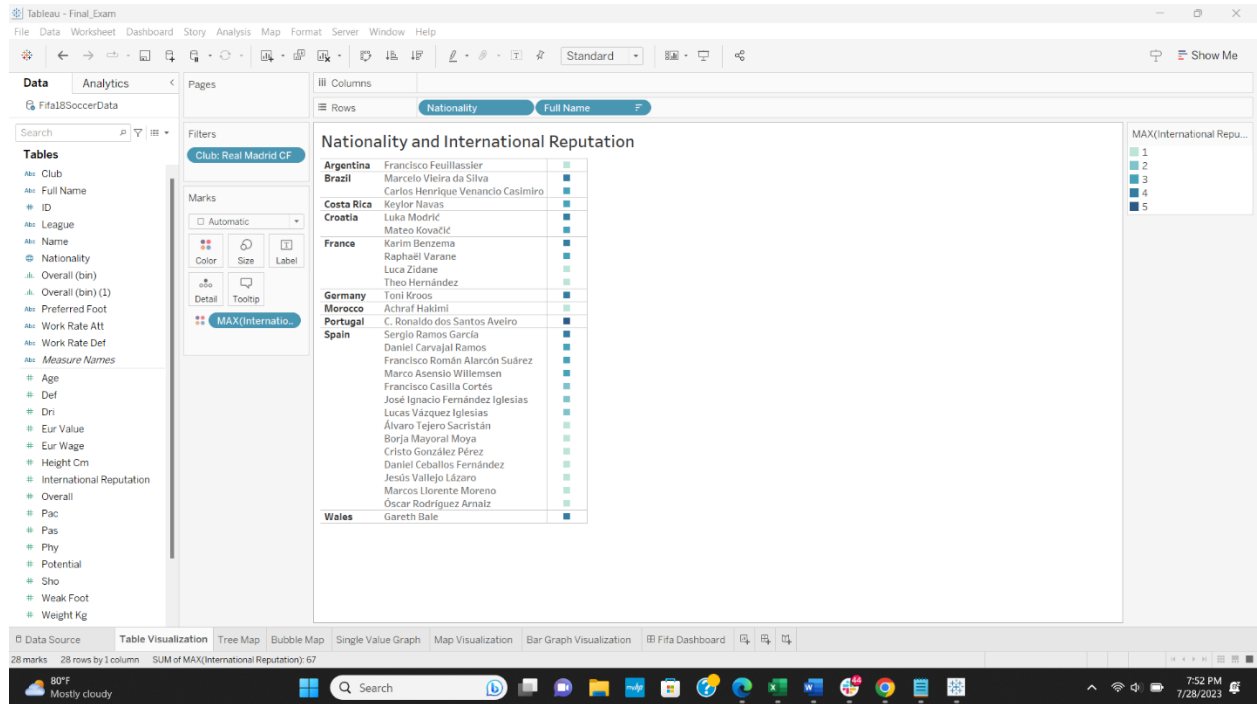 Tableau - Final_Exam
File Data Worksheet Dashboard Story Analysis Map Format Server Window Help
Standard
Show Me
Data Analytics
Pages
Columns
Fifa18SoccerData
Rows Nationality Full Name
Search
Filters
Club: Real Madrid CF
Nationality and International Reputation
MAX(International Repu...
1
2
3
4
5
Tables
Abc Club
Abc Full Name
# ID
Abc League
Abc Name
Nationality
Overall (bin)
Overall (bin) (1)
Abc Preferred Foot
Abc Work Rate Att
Abc Work Rate Def
Abc Measure Names
# Age
# Def
# Dri
# Eur Value
# Eur Wage
# Height Cm
# International Reputation
# Overall
# Pac
# Pas
# Phy
# Potential
# Sho
# Weak Foot
# Weight Kg
Marks
Automatic
Color Size Label
Detail Tooltip
MAX(Internatio..
Argentina Francisco Feuillassier
Brazil Marcelo Vieira da Silva
Carlos Henrique Venancio Casimiro
Costa Rica Keylor Navas
Croatia Luka Modrić
Mateo Kovačić
France Karim Benzema
Raphaël Varane
Luca Zidane
Theo Hernández
Germany Toni Kroos
Morocco Achraf Hakimi
Portugal C. Ronaldo dos Santos Aveiro
Spain Sergio Ramos García
Daniel Carvajal Ramos
Francisco Román Alarcón Suárez
Marco Asensio Willemsen
Francisco Casilla Cortés
José Ignacio Fernández Iglesias
Lucas Vázquez Iglesias
Álvaro Tejero Sacristán
Borja Mayoral Moya
Cristo González Pérez
Daniel Ceballos Fernández
Jesús Vallejo Lázaro
Marcos Llorente Moreno
Óscar Rodríguez Arnaiz
Wales Gareth Bale
Data Source Table Visualization Tree Map Bubble Map Single Value Graph Map Visualization Bar Graph Visualization Fifa Dashboard
28 marks 28 rows by 1 column SUM of MAX(International Reputation): 67
80°F
Mostly cloudy
Search
44
7:52 PM
7/28/2023